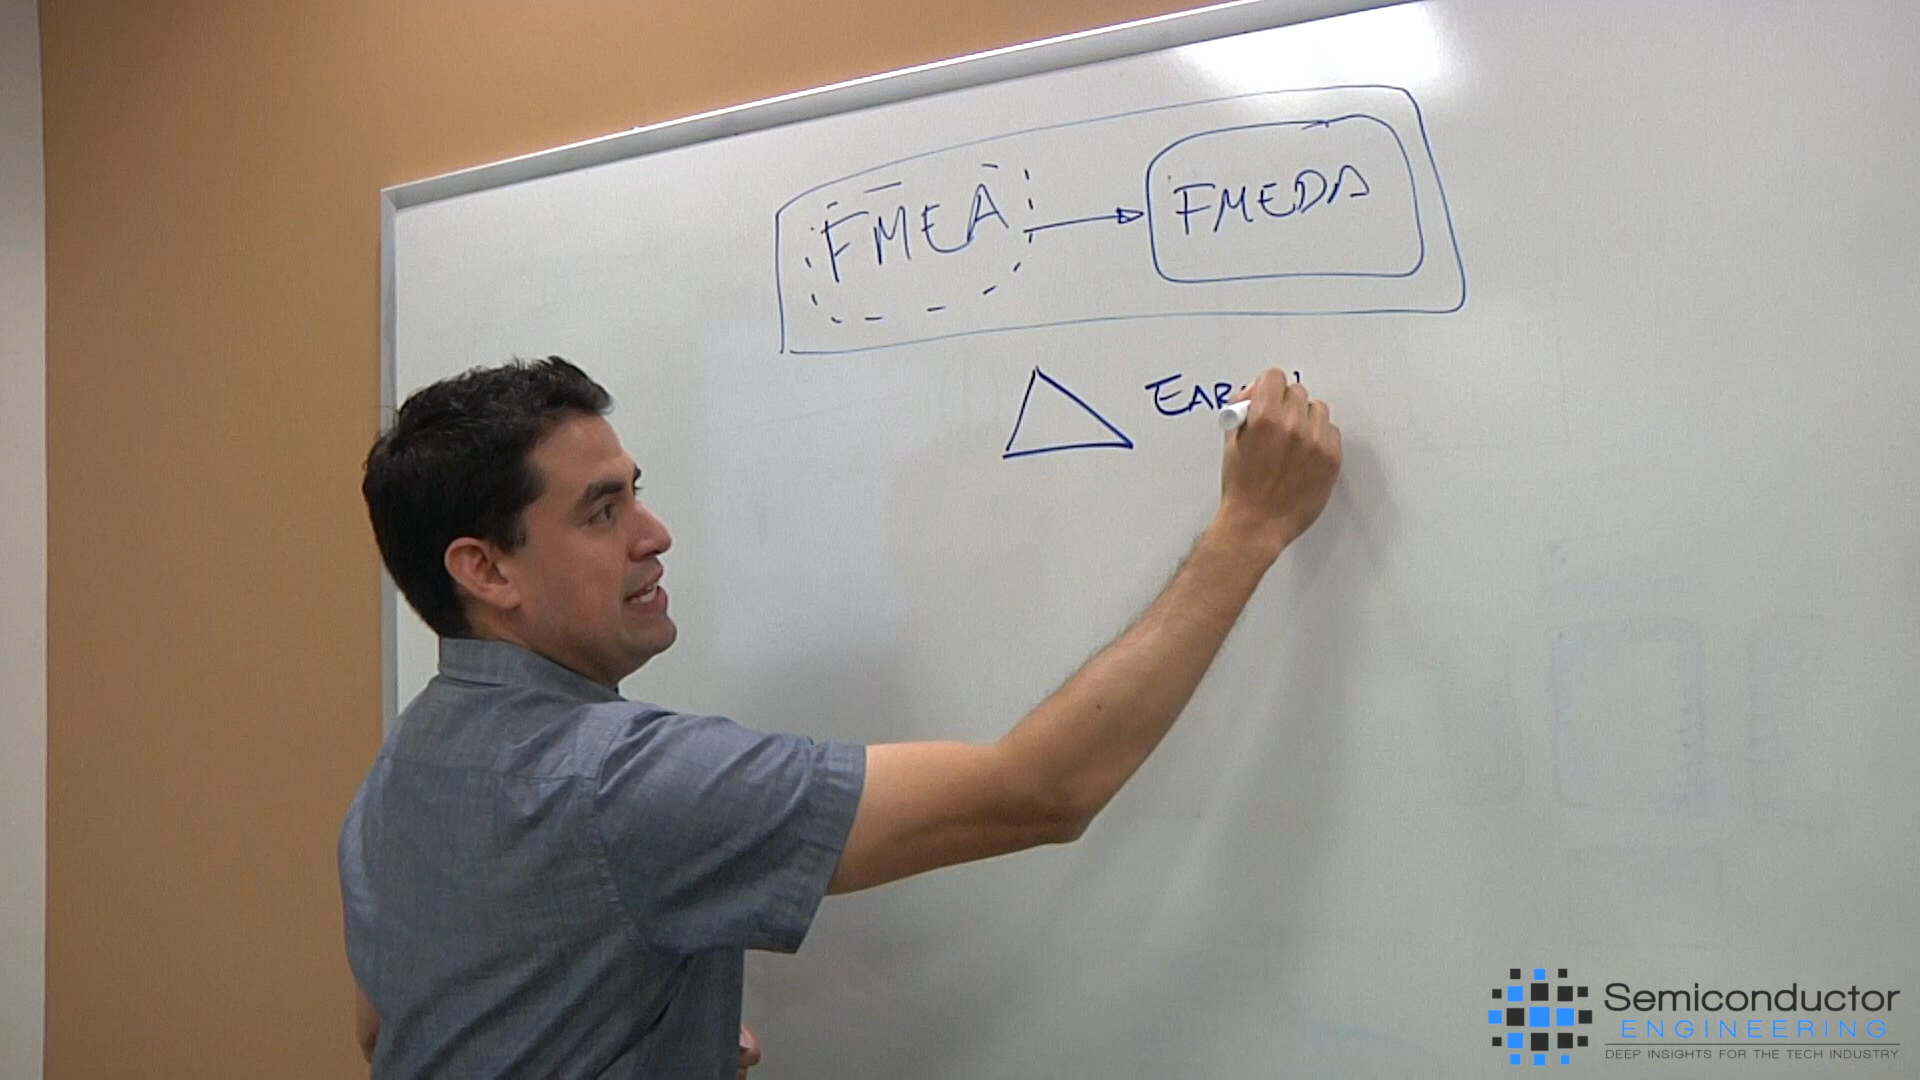 FMEA FMEDA
Semiconductor
ENGINEERING
DEEP INSIGHTS FOR THE TECH INDUSTRY